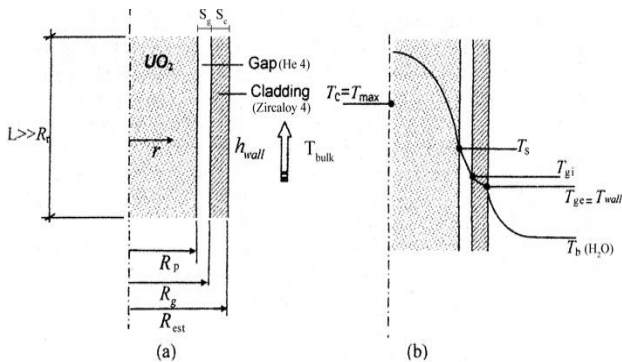 S_g S_c
UO₂
Gap (He 4)
Cladding
(Zircaloy 4)
L>>R_r
r
h_wall
T_bulk
R_p
R_g
R_est
(a)
T_c=T_max
T_s
T_gi
T_ge=T_wall
T_b (H₂O)
(b)